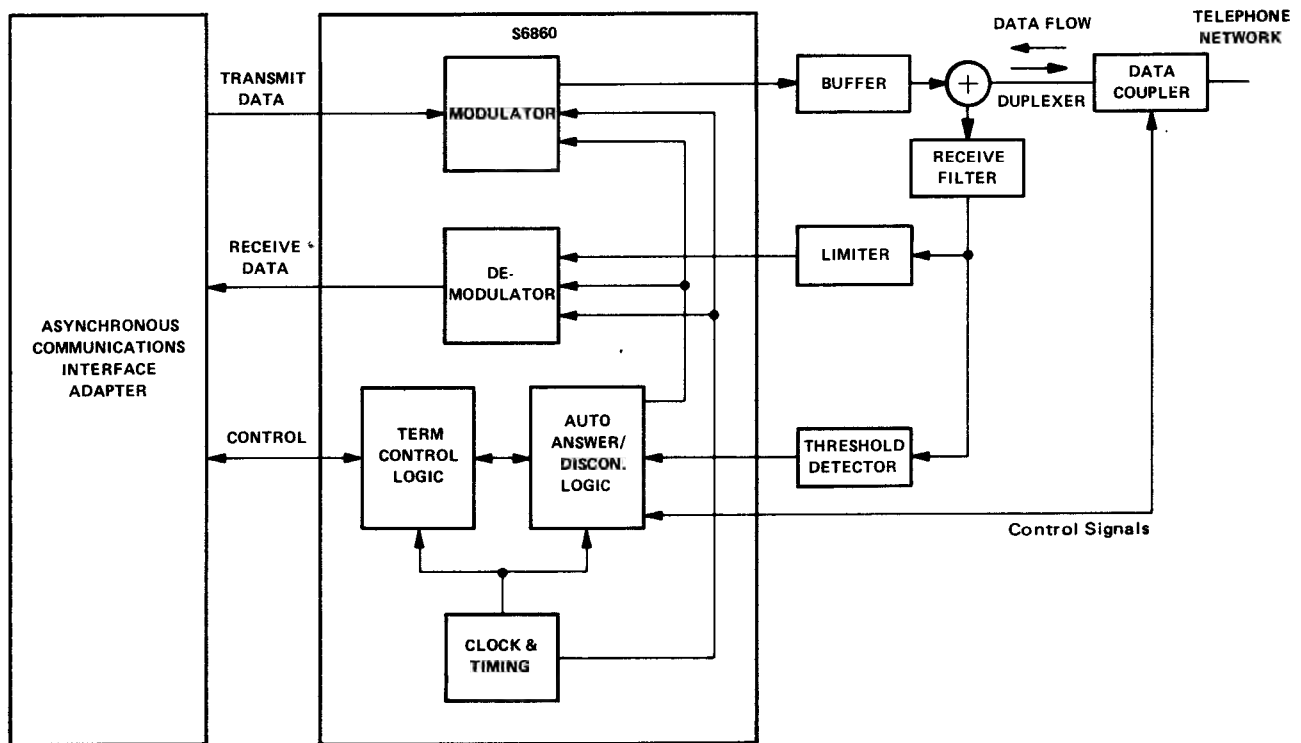 S6860
TELEPHONE
NETWORK
DATA FLOW
TRANSMIT
DATA
MODULATOR
BUFFER
+
DUPLEXER
DATA
COUPLER
RECEIVE
FILTER
RECEIVE
DATA
DE-
MODULATOR
LIMITER
ASYNCHRONOUS
COMMUNICATIONS
INTERFACE
ADAPTER
CONTROL
TERM
CONTROL
LOGIC
AUTO
ANSWER/
DISCON.
LOGIC
THRESHOLD
DETECTOR
Control Signals
CLOCK &
TIMING